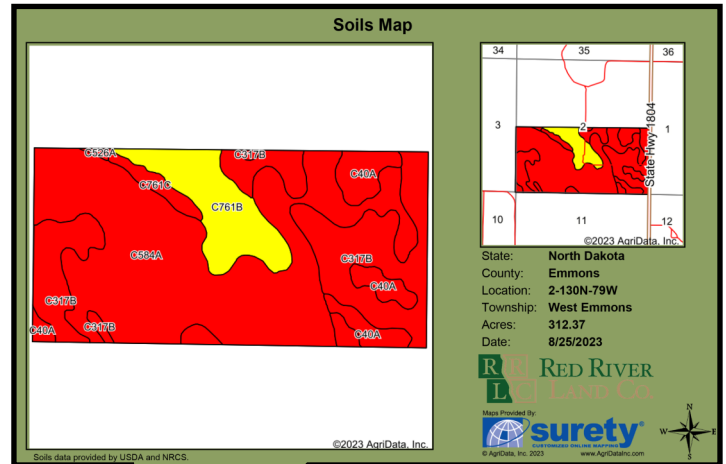 Soils Map
C526A
C317B
C40A
C761C
C761B
C584A
C317B
C40A
C317B
C40A
C317B
C40A
©2023 AgriData, Inc.
Soils data provided by USDA and NRCS.
34
35
36
3
2
1
State Hwy 1804
10
11
12
©2023 AgriData, Inc.
State: North Dakota
County: Emmons
Location: 2-130N-79W
Township: West Emmons
Acres: 312.37
Date: 8/25/2023
R
L
RED RIVER
LAND CO.
Maps Provided By:
surety®
CUSTOMIZED ONLINE MAPPING
© AgriData, Inc. 2023
www.AgriDataInc.com
N
W
E
S